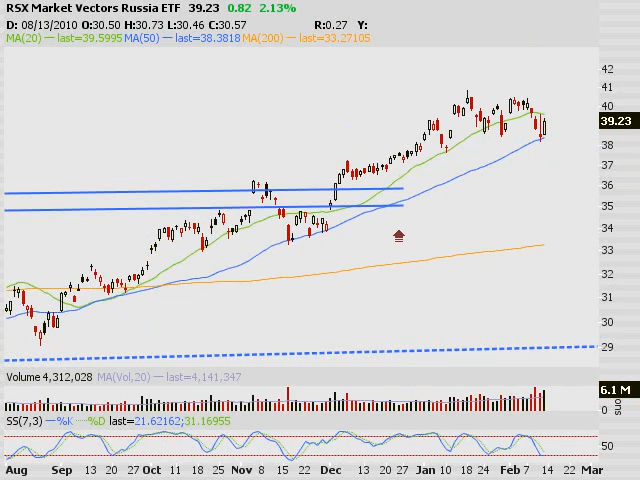 RSX Market Vectors Russia ETF 39.23 0.82 2.13%
D: 08/13/2010 O:30.50 H:30.73 L:30.46 C:30.57 R:0.27 Y:
MA(20) — last=39.5995 MA(50) — last=38.3818 MA(200) — last=33.27105
42
41
40
39.23
38
37
36
35
34
33
32
31
30
29
Volume 4,312,028 MA(Vol,20) — last=4,141,347
6.1 M
0
SS(7,3) —%K ----%D last=21.62162;31.16955
50
Aug Sep 13 20 27 Oct 11 18 25 Nov 8 15 22 Dec 13 20 27 Jan 10 18 24 Feb 7 14 22 Mar